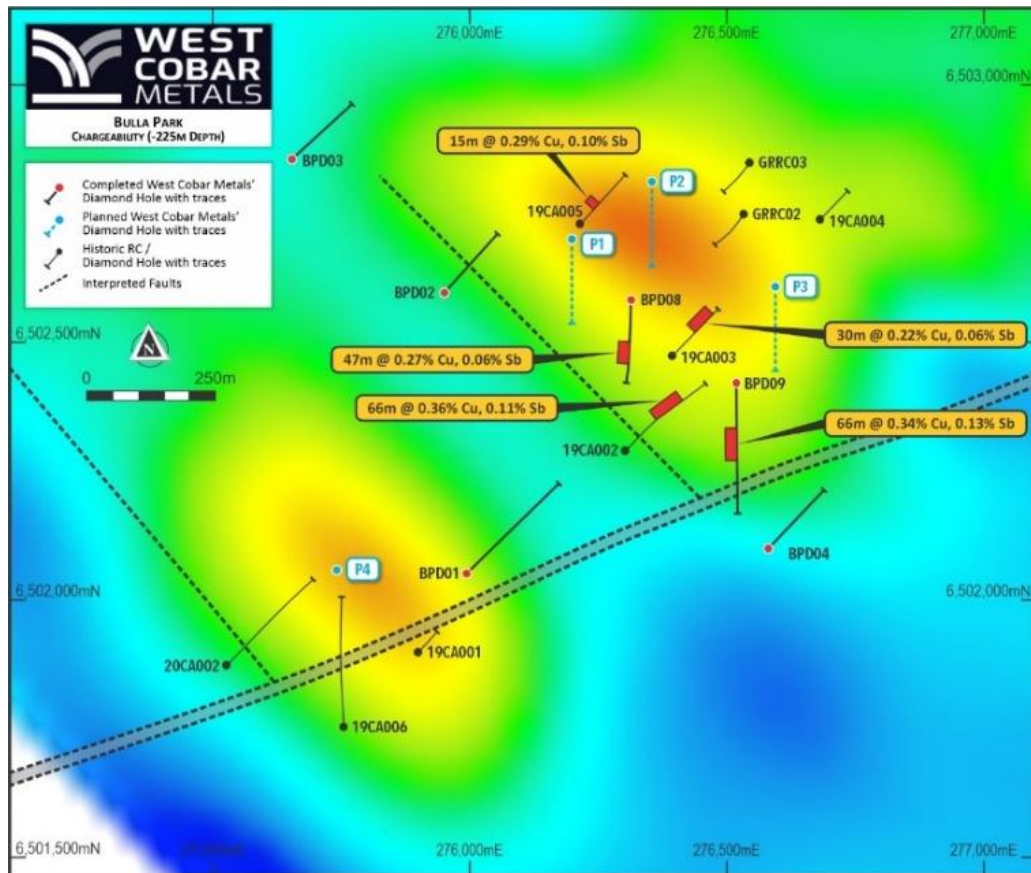 WEST
COBAR
METALS
BULLA PARK
CHARGEABILITY (-225M DEPTH)
Completed West Cobar Metals'
Diamond Hole with traces
Planned West Cobar Metals'
Diamond Hole with traces
Historic RC /
Diamond Hole with traces
Interpreted Faults
N
0 250m
276,000mE
276,500mE
277,000mE
6,503,000mN
BPD03
15m @ 0.29% Cu, 0.10% Sb
GRRC03
P2
19CA005
GRRC02
19CA004
P1
BPD02
P3
BPD08
6,502,500mN
30m @ 0.22% Cu, 0.06% Sb
47m @ 0.27% Cu, 0.06% Sb
19CA003
BPD09
66m @ 0.36% Cu, 0.11% Sb
66m @ 0.34% Cu, 0.13% Sb
19CA002
BPD04
P4
BPD01
6,502,000mN
6,502,000mN
19CA001
20CA002
19CA006
6,501,500mN
276,000mE
276,500mE
277,000mE